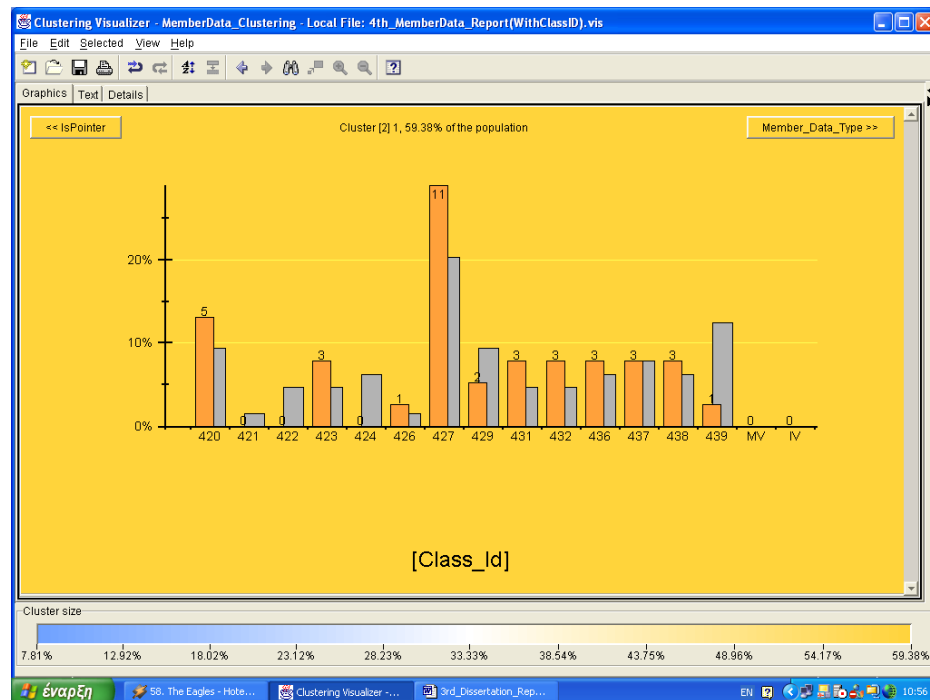 Clustering Visualizer - MemberData_Clustering - Local File: 4th_MemberData_Report(WithClassID).vis
File Edit Selected View Help
Graphics Text Details
<< IsPointer
Cluster [2] 1, 59.38% of the population
Member_Data_Type >>
11
20%
5
10%
3
3
3
3
3
3
2
1
1
0
0
0
0
0
0%
420 421 422 423 424 426 427 429 431 432 436 437 438 439 MV IV
[Class_Id]
Cluster size
7.81% 12.92% 18.02% 23.12% 28.23% 33.33% 38.54% 43.75% 48.96% 54.17% 59.38%
έναρξη 58. The Eagles - Hote... Clustering Visualizer -... 3rd_Dissertation_Rep... EN 10:56